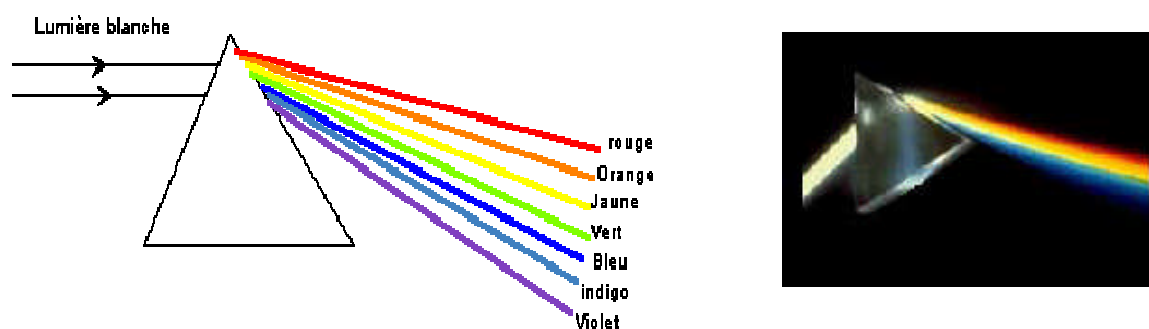 Lumière blanche
rouge
Orange
Jaune
Vert
Bleu
indigo
Violet